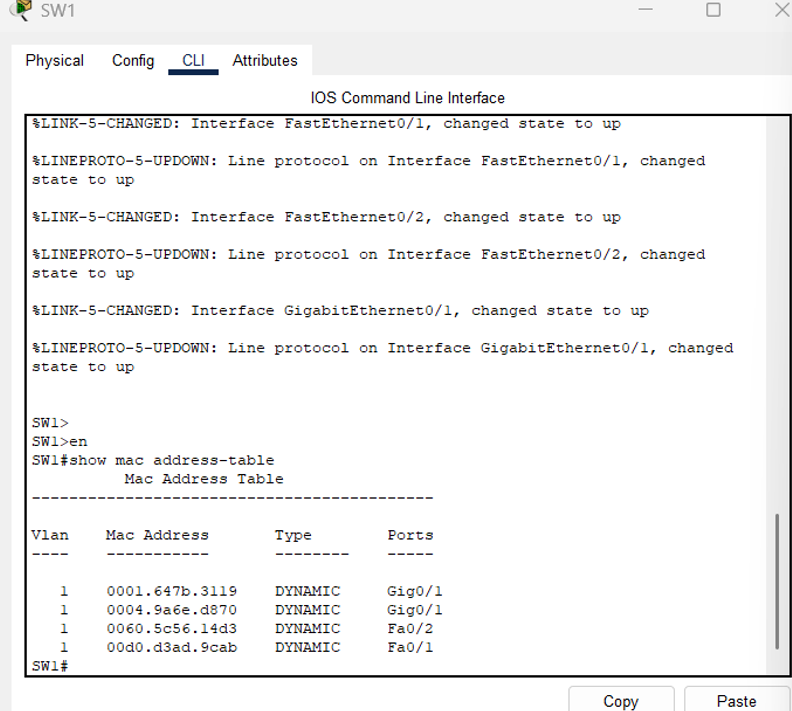 SW1
Physical Config CLI Attributes
IOS Command Line Interface
%LINK-5-CHANGED: Interface FastEthernet0/1, changed state to up
%LINEPROTO-5-UPDOWN: Line protocol on Interface FastEthernet0/1, changed
state to up
%LINK-5-CHANGED: Interface FastEthernet0/2, changed state to up
%LINEPROTO-5-UPDOWN: Line protocol on Interface FastEthernet0/2, changed
state to up
%LINK-5-CHANGED: Interface GigabitEthernet0/1, changed state to up
%LINEPROTO-5-UPDOWN: Line protocol on Interface GigabitEthernet0/1, changed
state to up
SW1>
SW1>en
SW1#show mac address-table
Mac Address Table
-------------------------------------------
Vlan Mac Address Type Ports
---- ----------- -------- -----
1 0001.647b.3119 DYNAMIC Gig0/1
1 0004.9a6e.d870 DYNAMIC Gig0/1
1 0060.5c56.14d3 DYNAMIC Fa0/2
1 00d0.d3ad.9cab DYNAMIC Fa0/1
SW1#
Copy Paste